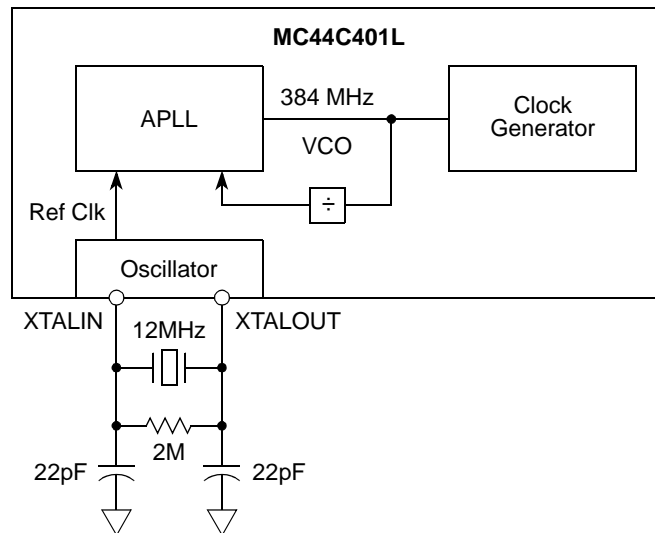 MC44C401L
APLL
384 MHz
VCO
Clock
Generator
÷
Ref Clk
Oscillator
XTALIN
XTALOUT
12MHz
2M
22pF
22pF